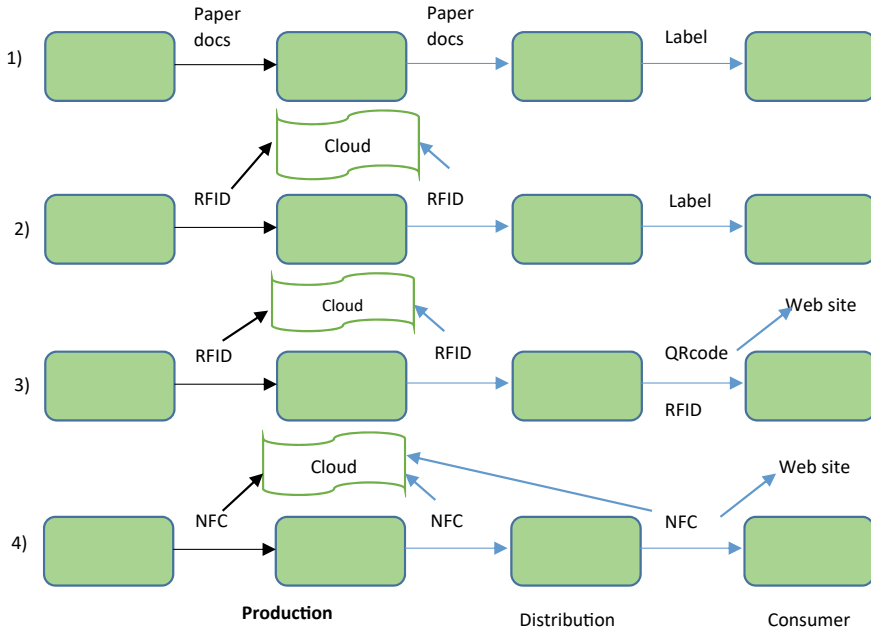 Paper
docs
Paper
docs
Label
1)
Cloud
RFID
RFID
Label
2)
Cloud
Web site
RFID
RFID
QRcode
3)
RFID
Cloud
Web site
NFC
NFC
NFC
4)
Production
Distribution
Consumer